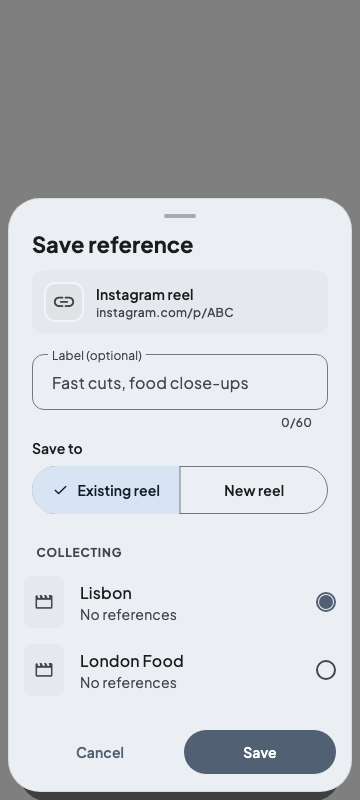 Save reference
Instagram reel
instagram.com/p/ABC
Label (optional)
Fast cuts, food close-ups
0/60
Save to
Existing reel
New reel
COLLECTING
Lisbon
No references
London Food
No references
Cancel
Save